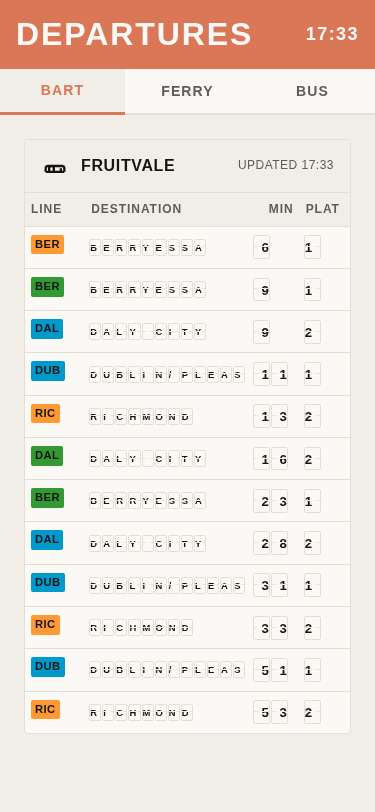 DEPARTURES 17:33
BART FERRY BUS
FRUITVALE UPDATED 17:33
LINE DESTINATION MIN PLAT
BER BERRYESSA 6 1
BER BERRYESSA 9 1
DAL DALY CITY 9 2
DUB DUBLIN/PLEAS 11 1
RIC RICHMOND 13 2
DAL DALY CITY 16 2
BER BERRYESSA 23 1
DAL DALY CITY 28 2
DUB DUBLIN/PLEAS 31 1
RIC RICHMOND 33 2
DUB DUBLIN/PLEAS 51 1
RIC RICHMOND 53 2